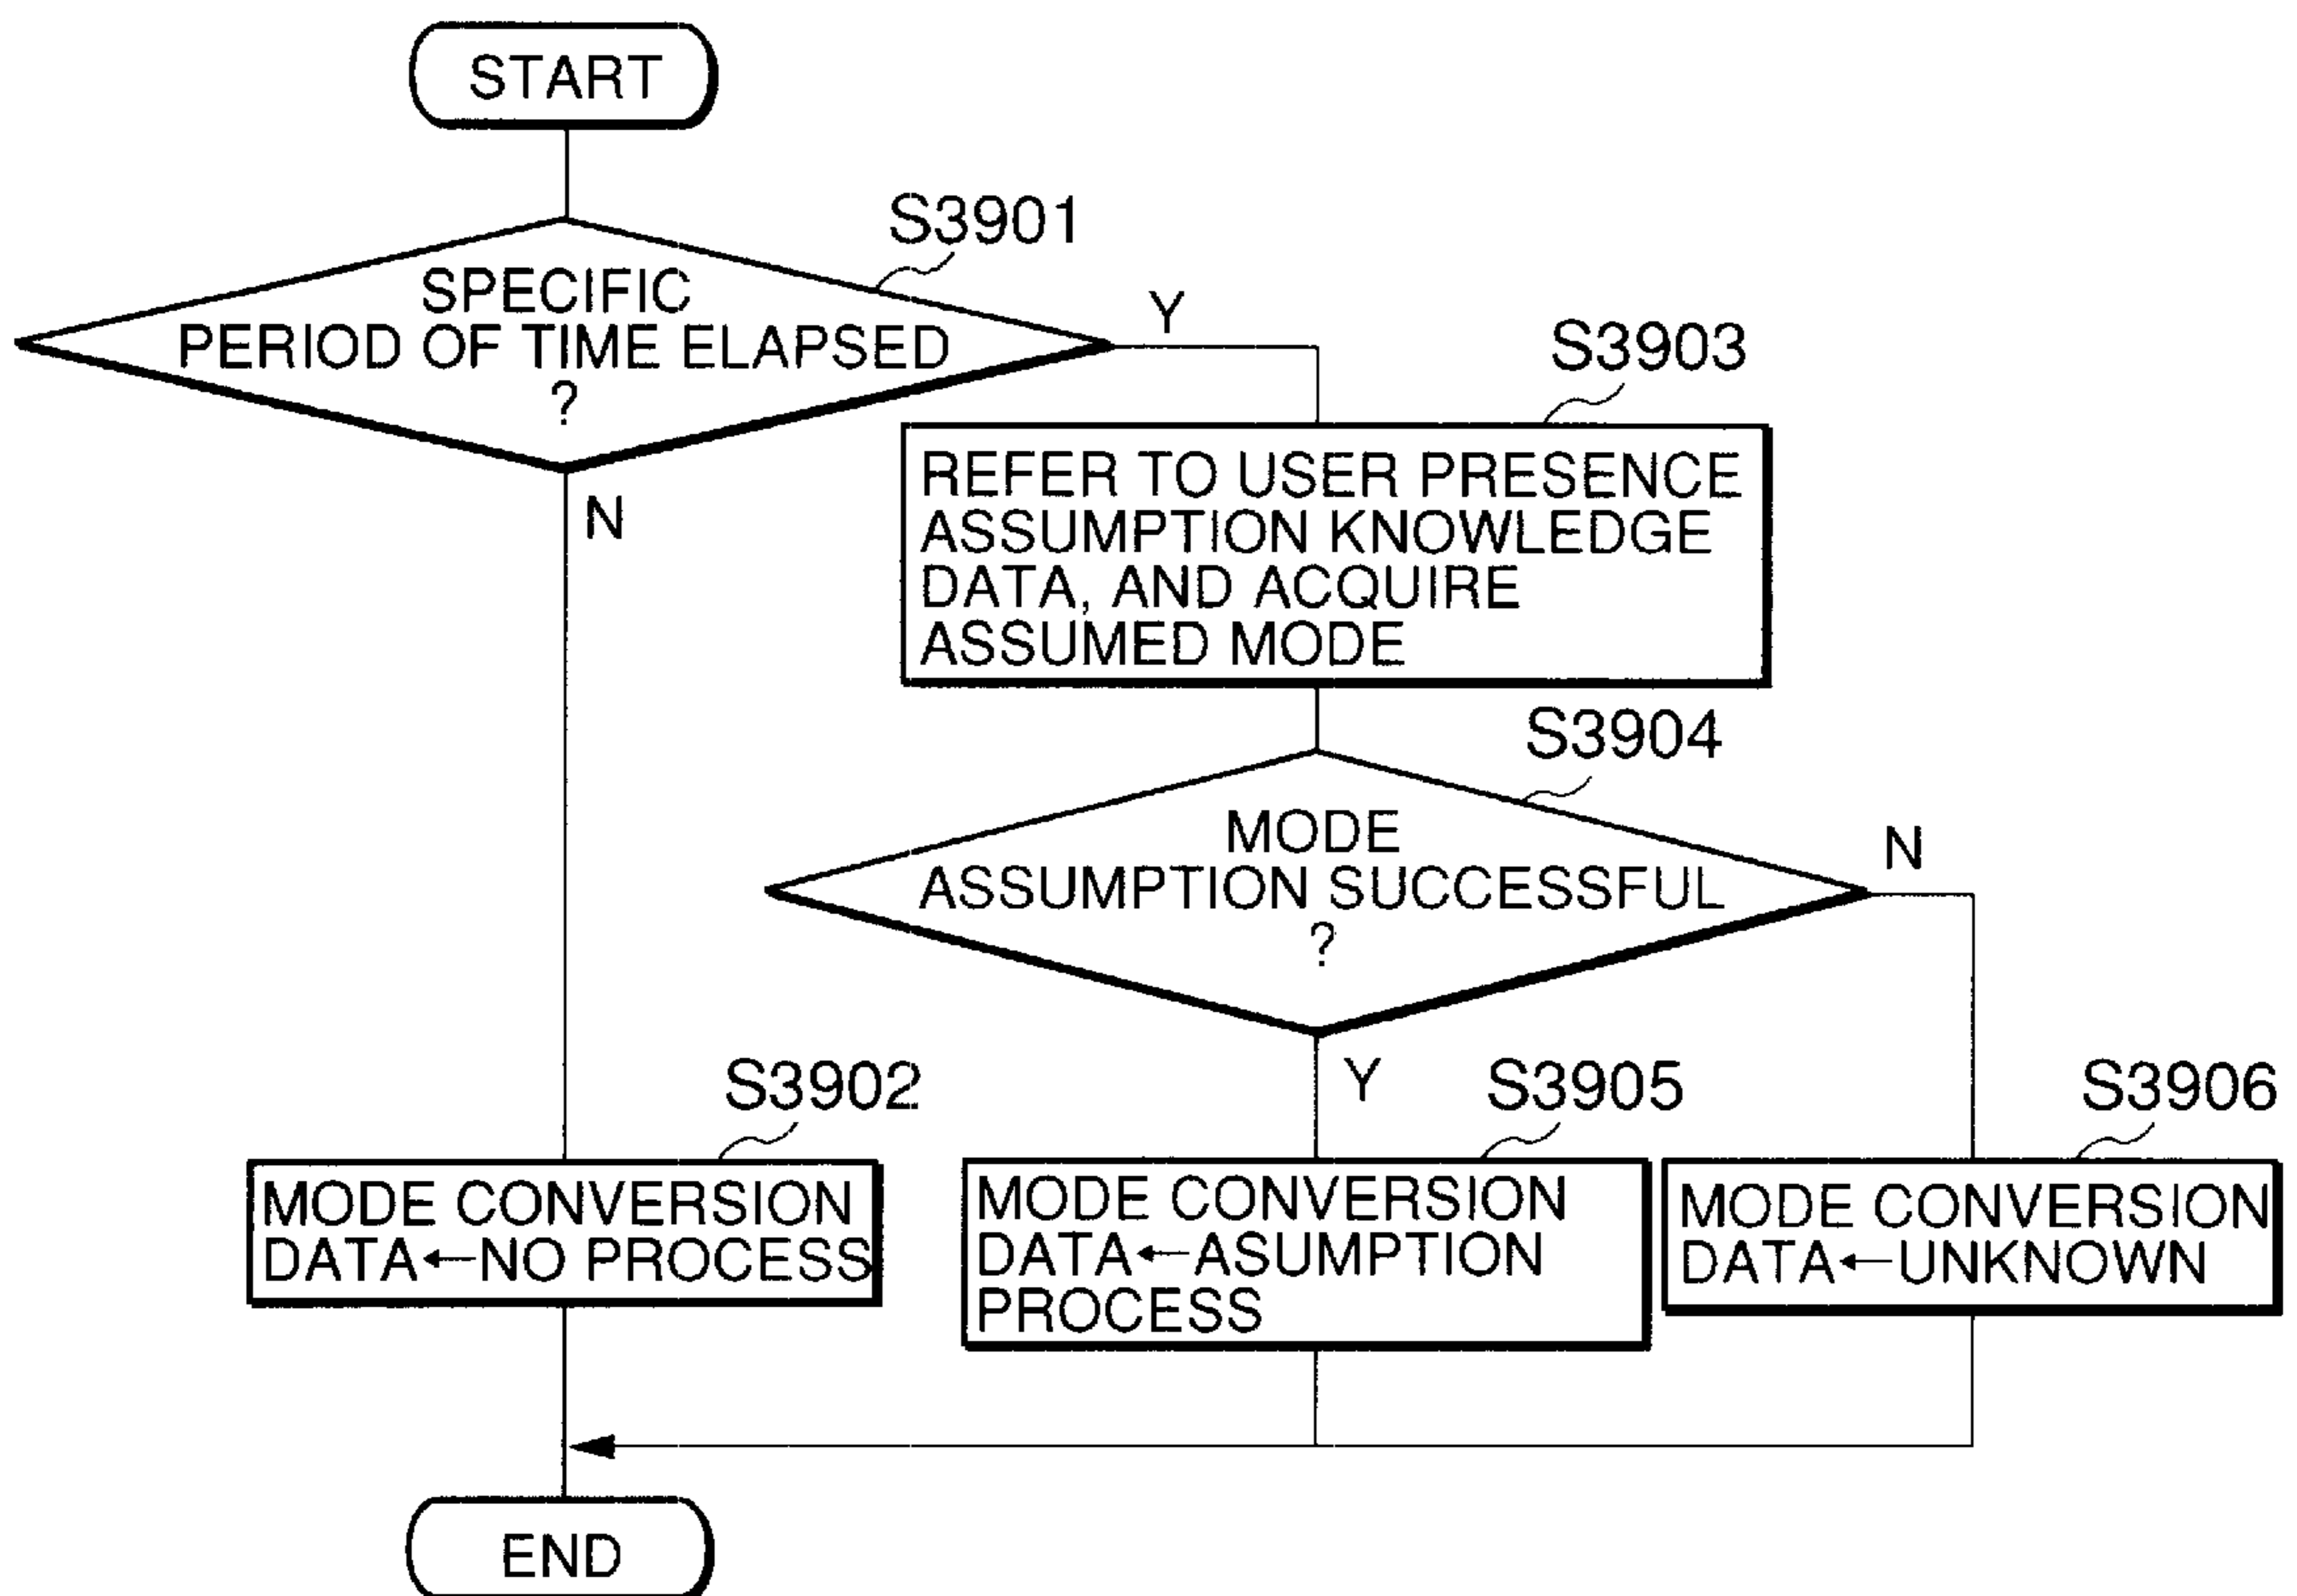 START
S3901
SPECIFIC
PERIOD OF TIME ELAPSED
?
Y
N
S3903
REFER TO USER PRESENCE
ASSUMPTION KNOWLEDGE
DATA, AND ACQUIRE
ASSUMED MODE
S3904
MODE
ASSUMPTION SUCCESSFUL
?
N
Y
S3902
MODE CONVERSION
DATA←NO PROCESS
S3905
MODE CONVERSION
DATA←ASUMPTION
PROCESS
S3906
MODE CONVERSION
DATA←UNKNOWN
END